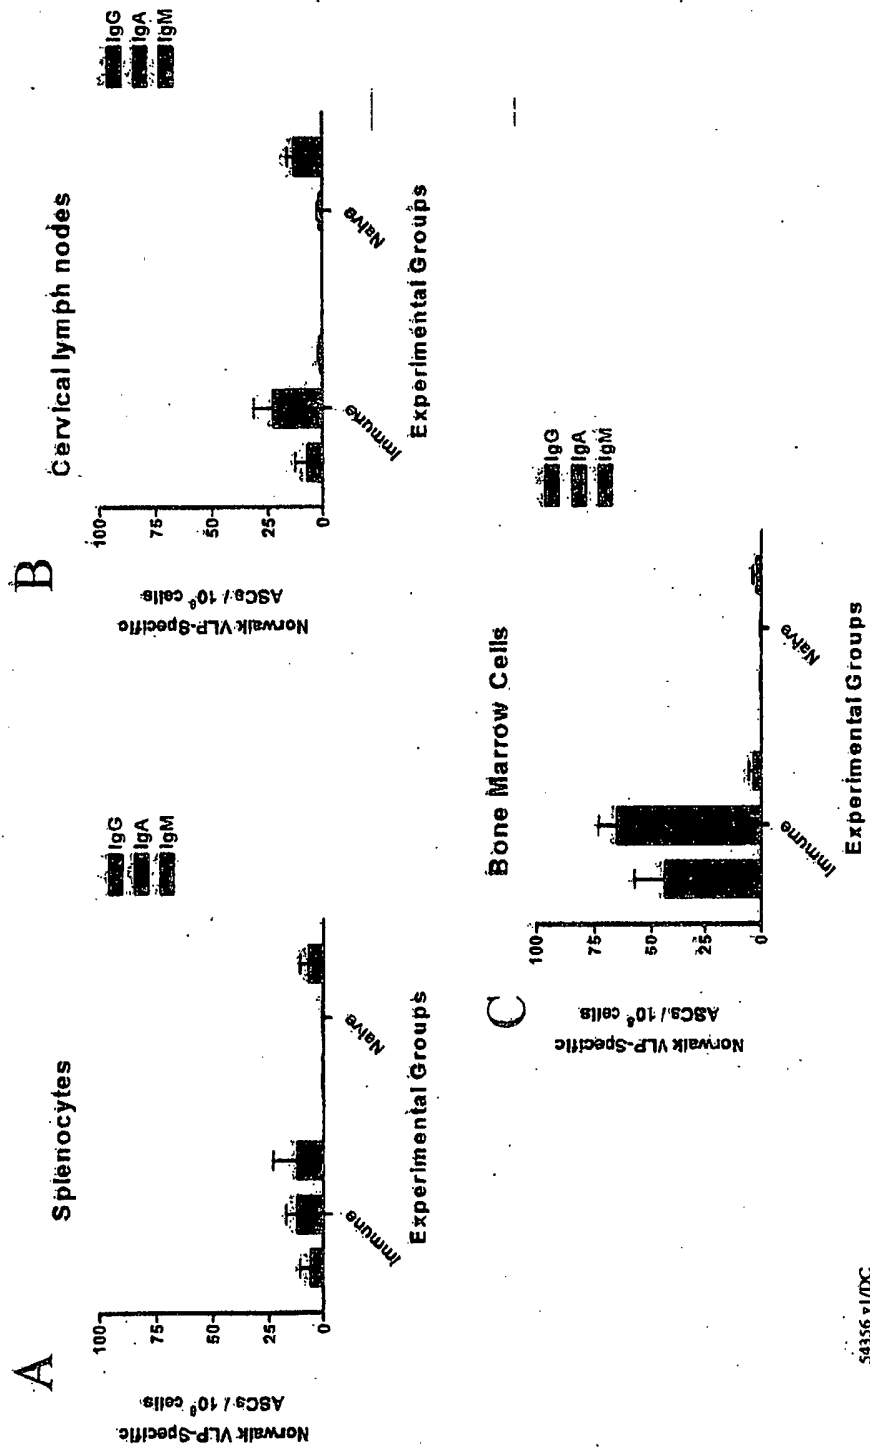 A
Splenocytes
IgG
IgA
IgM
Norwalk VLP-Specific
ASCs / 10⁶ cells
100
75
50
25
0
Immune
Naive
Experimental Groups
B
Cervical lymph nodes
IgG
IgA
IgM
Norwalk VLP-Specific
ASCs / 10⁶ cells
100
75
50
25
0
Immune
Naive
Experimental Groups
C
Bone Marrow Cells
IgG
IgA
IgM
Norwalk VLP-Specific
ASCs / 10⁶ cells
100
75
50
25
0
Immune
Naive
Experimental Groups
54356 v1/DC